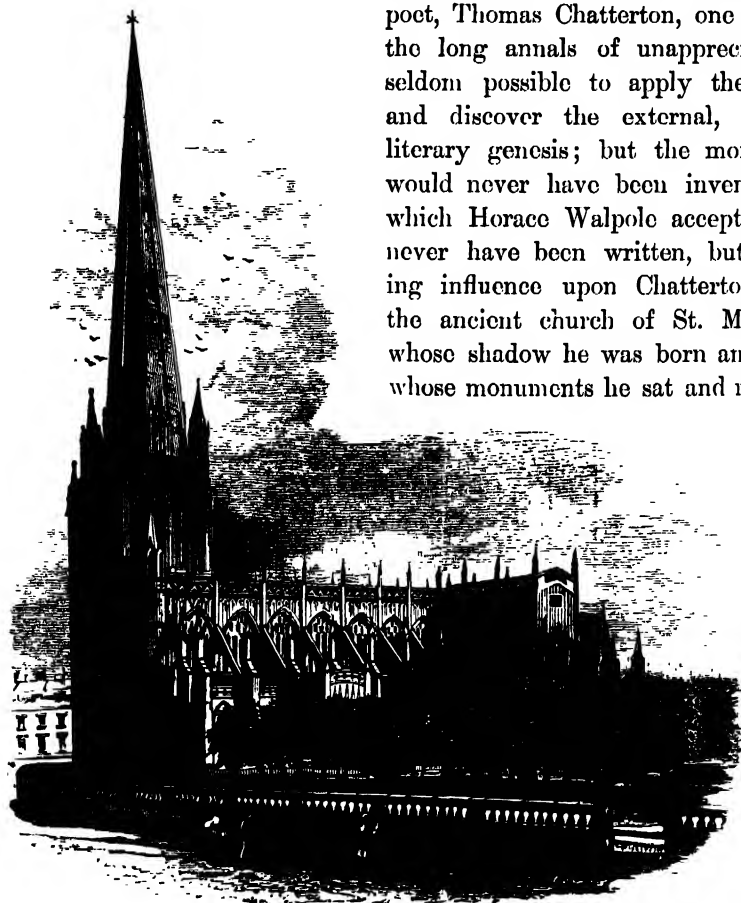 poet, Thomas Chatterton, one
the long annals of unapprec
seldom possible to apply the
and discover the external,
literary genesis; but the mo
would never have been inven
which Horace Walpole accept
never have been written, but
ing influence upon Chatterto
the ancient church of St. M
whose shadow he was born an
whose monuments he sat and